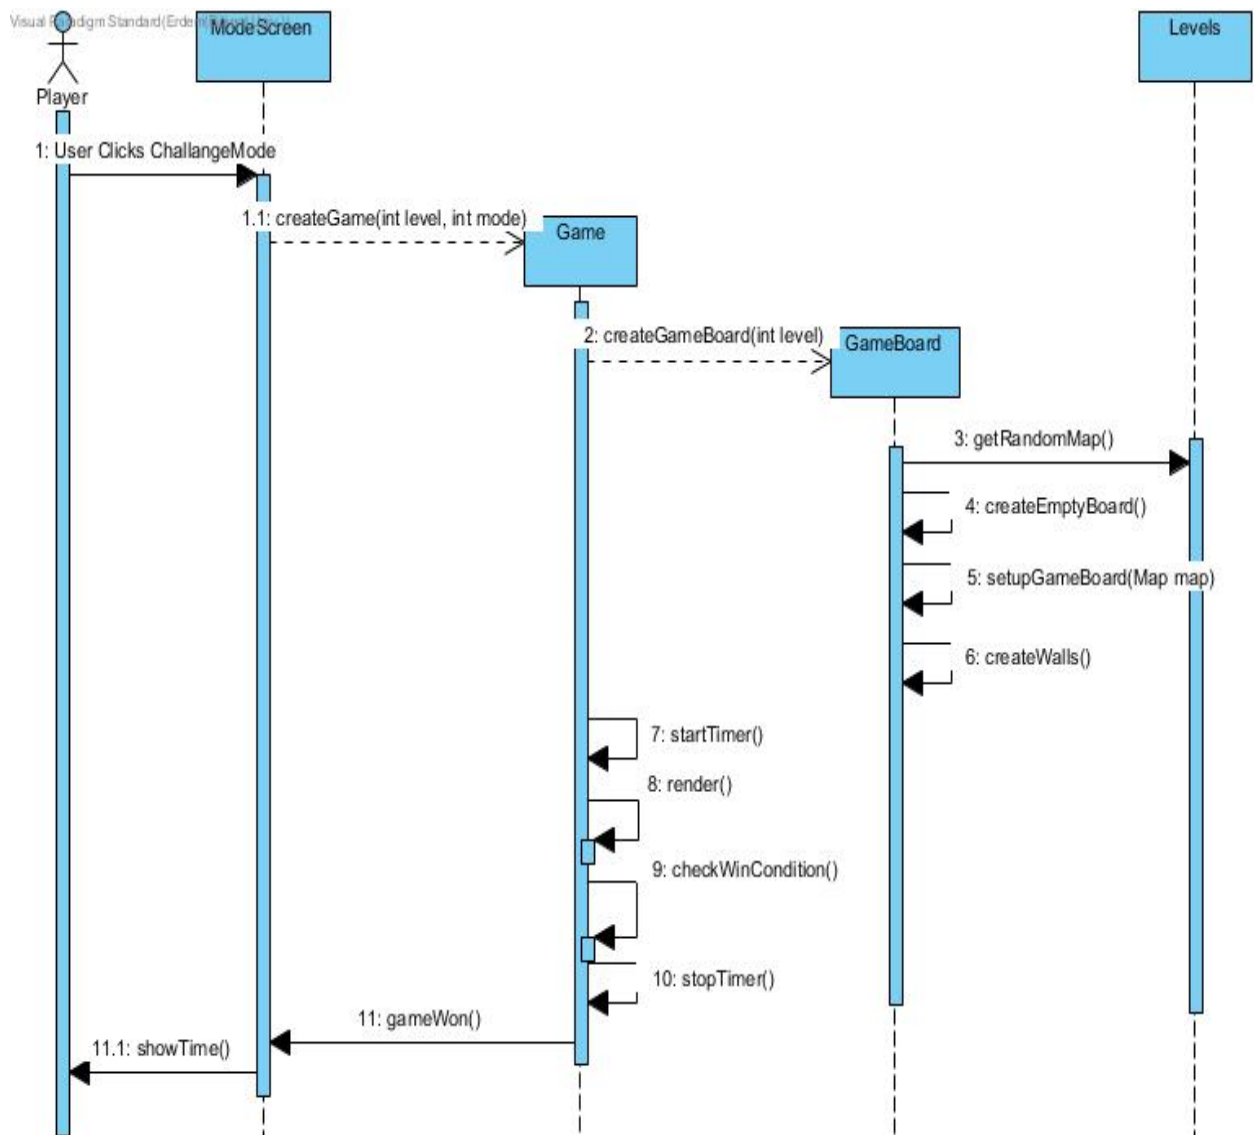 Visual Paradigm Standard(Erdem
ModeScreen
Levels
Player
1: User Clicks ChallangeMode
1.1: createGame(int level, int mode)
Game
2: createGameBoard(int level)
GameBoard
3: getRandomMap()
4: createEmptyBoard()
5: setupGameBoard(Map map)
6: createWalls()
7: startTimer()
8: render()
9: checkWinCondition()
10: stopTimer()
11: gameWon()
11.1: showTime()